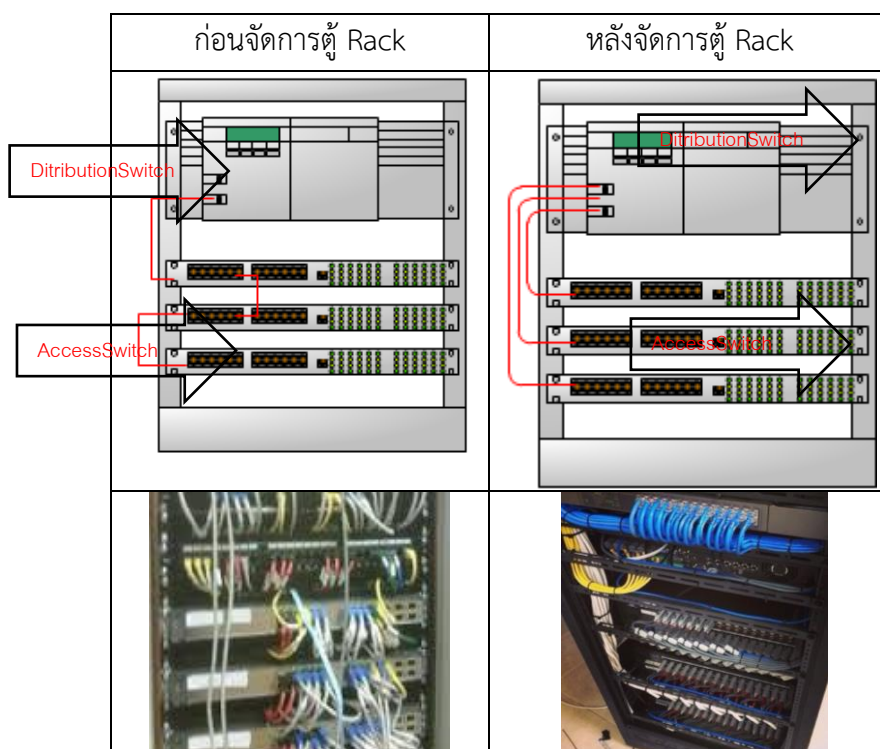 ก่อนจัดการตู้ Rack
หลังจัดการตู้ Rack
DitributionSwitch
DitributionSwitch
AccessSwitch
AccessSwitch